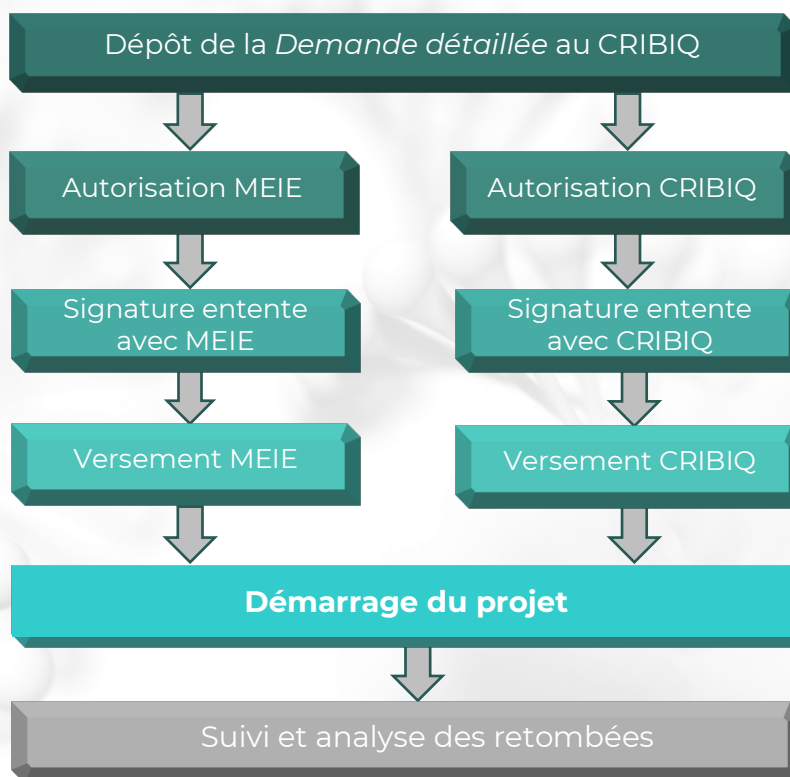 Dépôt de la Demande détaillée au CRIBIQ
Autorisation MEIE
Autorisation CRIBIQ
Signature entente
avec MEIE
Signature entente
avec CRIBIQ
Versement MEIE
Versement CRIBIQ
Démarrage du projet
Suivi et analyse des retombées